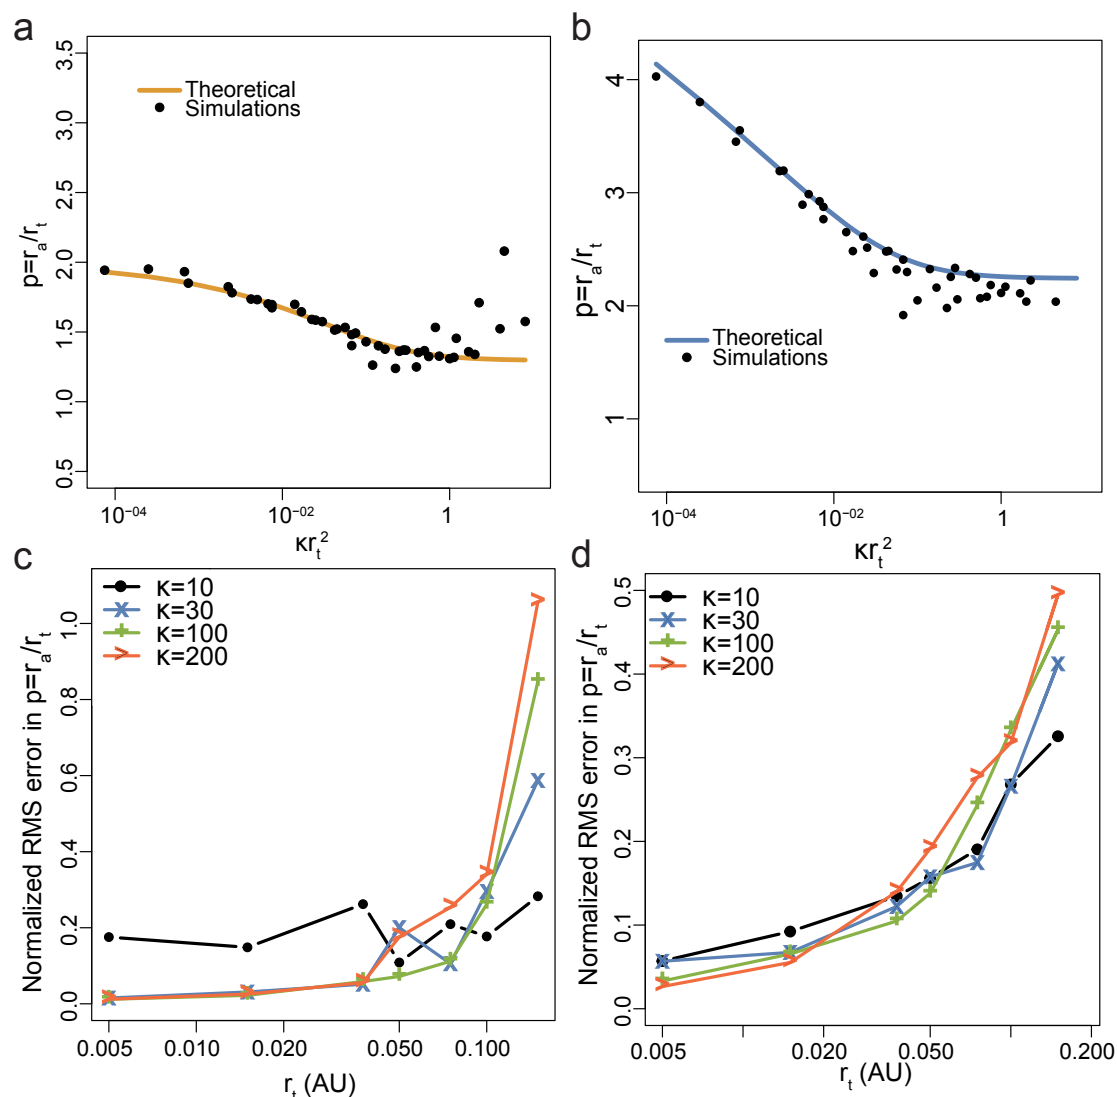 a
3.5
3.0
2.5
2.0
1.5
1.0
0.5
p=r_a/r_t
Theoretical
Simulations
10⁻⁰⁴
10⁻⁰²
1
κr_t²
b
4
3
2
1
p=r_a/r_t
Theoretical
Simulations
10⁻⁰⁴
10⁻⁰²
1
κr_t²
c
κ=10
κ=30
κ=100
κ=200
1.0
0.8
0.6
0.4
0.2
0.0
Normalized RMS error in p=r_a/r_t
0.005
0.010
0.020
0.050
0.100
r_t (AU)
d
κ=10
κ=30
κ=100
κ=200
0.5
0.4
0.3
0.2
0.1
0.0
Normalized RMS error in p=r_a/r_t
0.005
0.020
0.050
0.200
r_t (AU)